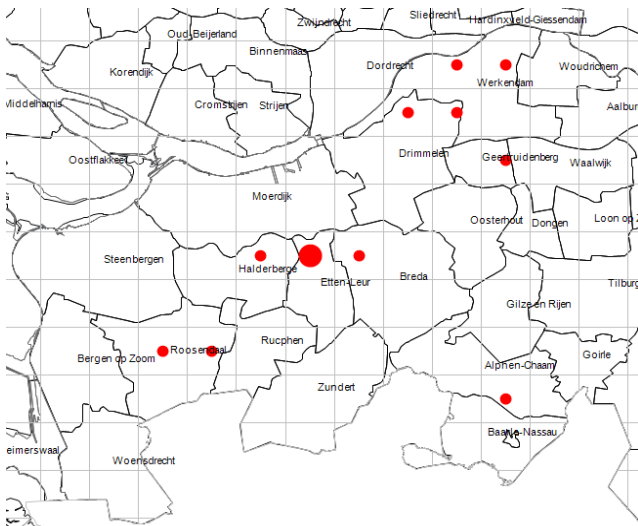 Sliedrecht
Zwijndrecht
Hardinxveld-Giessendam
Oud-Beijerland
Binnenmaas
Korendijk
Dordrecht
Woudrichem
Werkendam
Middelharnis
Cromstrijen
Strijen
Aalbur
Drimmelen
Geertruidenberg
Oostflakkee
Waalwijk
Moerdijk
Oosterhout
Dongen
Loon op Z
Steenbergen
Halderberge
Etten-Leur
Breda
Tilburg
Gilze en Rijen
Rucphen
Roosendaal
Bergen op Zoom
Goirle
Alphen-Chaam
Zundert
Baarle-Nassau
eimerswaal
Woensdrecht